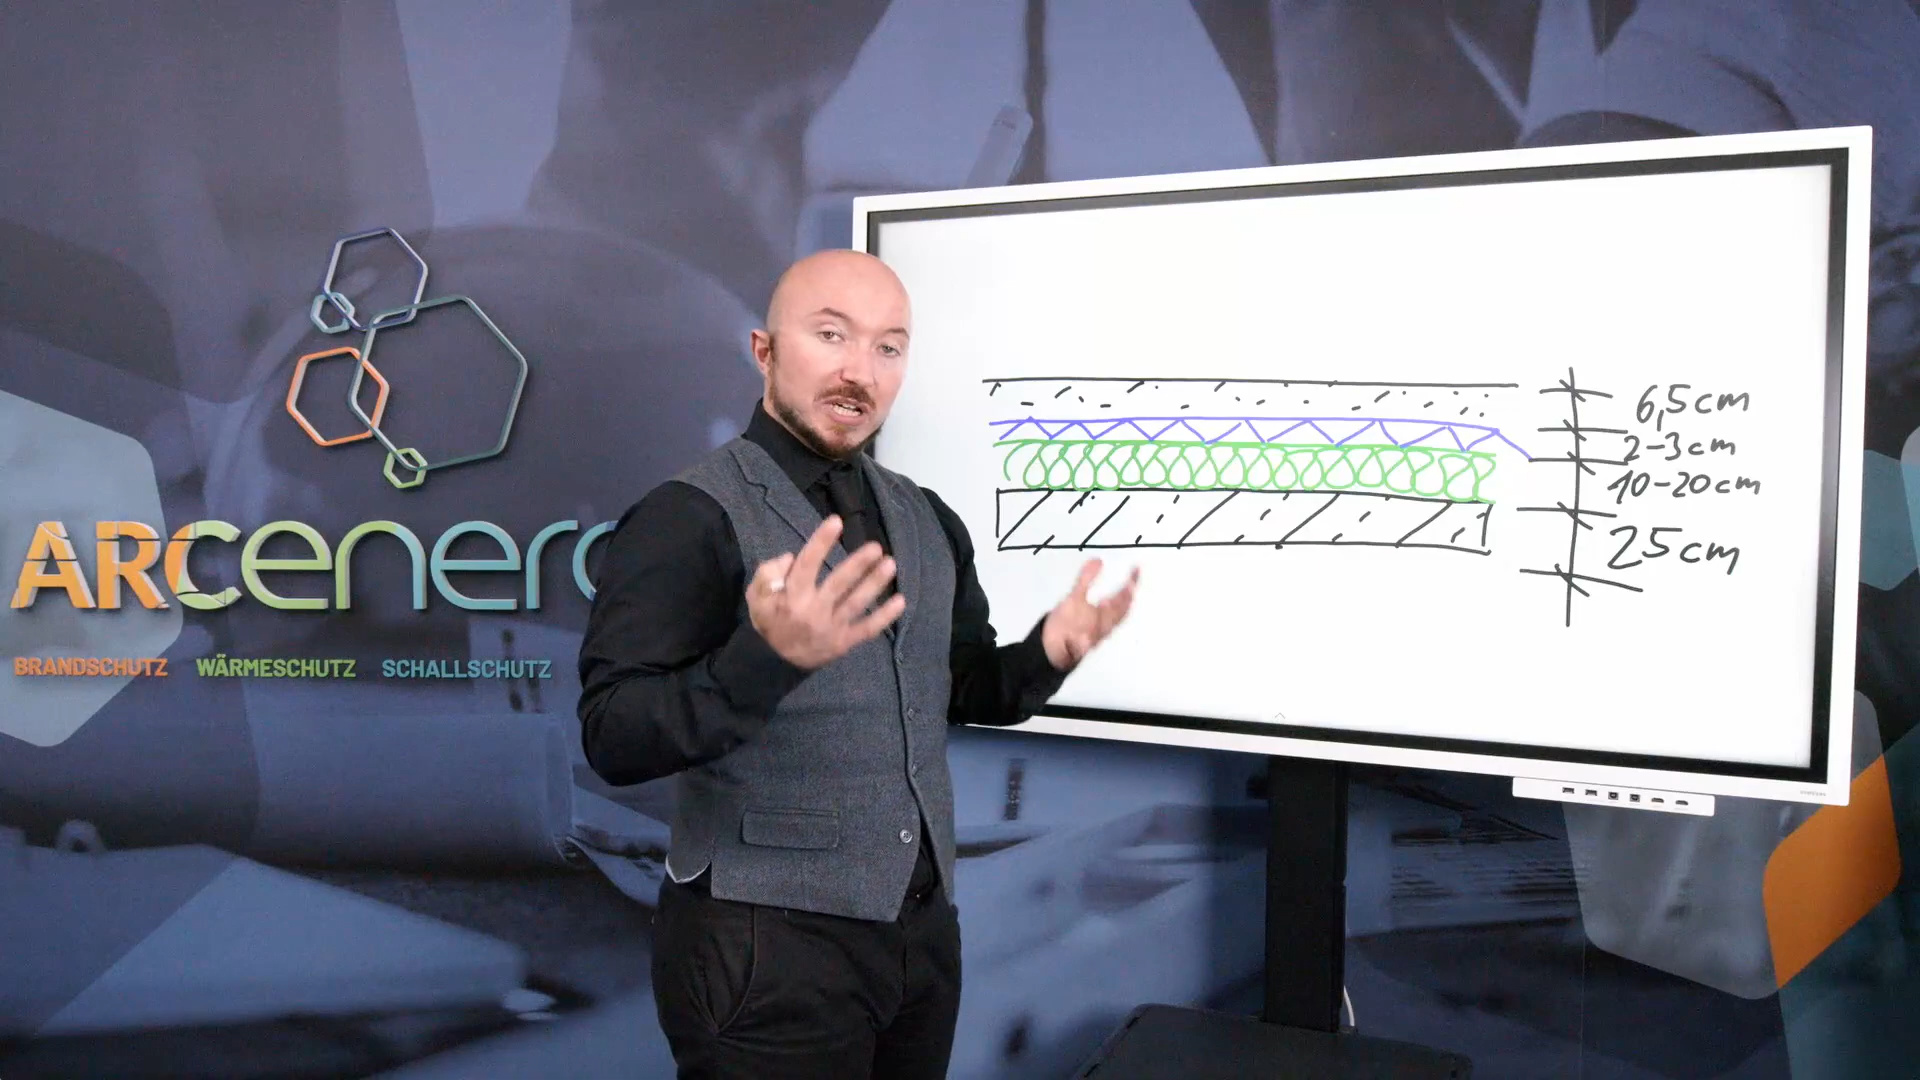 ARCenerg
BRANDSCHUTZ WÄRMESCHUTZ SCHALLSCHUTZ
6,5cm
2-3cm
10-20cm
25cm